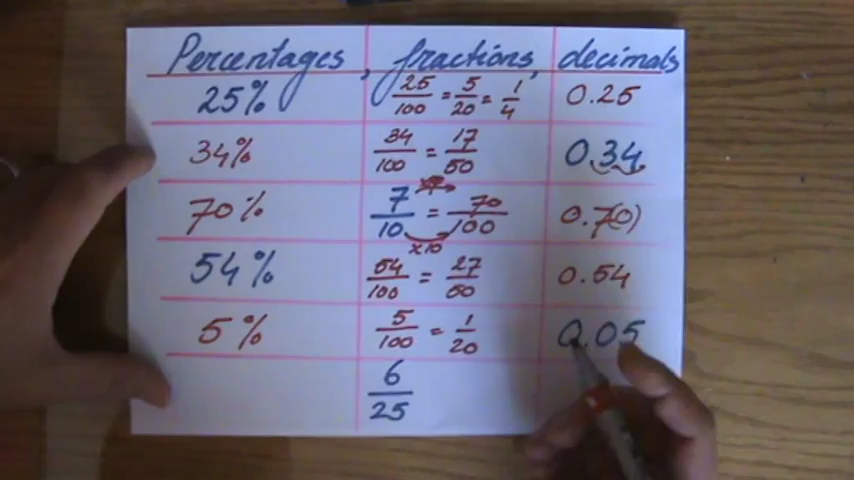 Percentages, fractions, decimals
25% 25/100 = 5/20 = 1/4 0.25
34% 34/100 = 17/50 0.34
70% 7/10 = 70/100 0.7(0)
x10
54% 54/100 = 27/50 0.54
5% 5/100 = 1/20 0.05
6/25